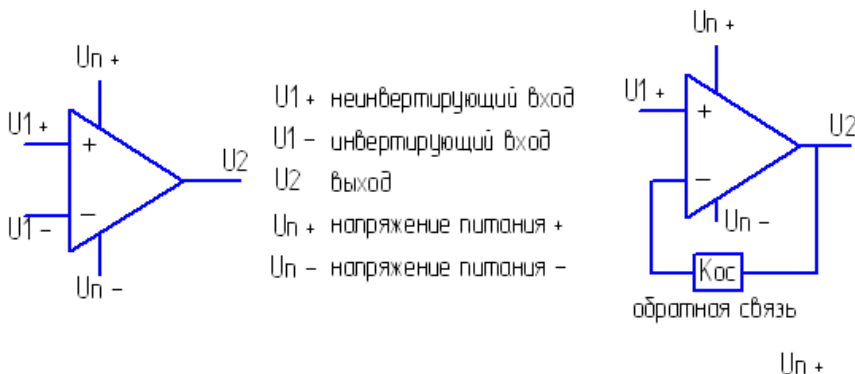 Uп +
U1 +
+
U1 –
–
U2
Uп –
U1 + неинвертирующий вход
U1 – инвертирующий вход
U2 выход
Uп + напряжение питания +
Uп – напряжение питания –
Uп +
U1 +
+
U2
–
Uп –
Кос
обратная связь
Uп +